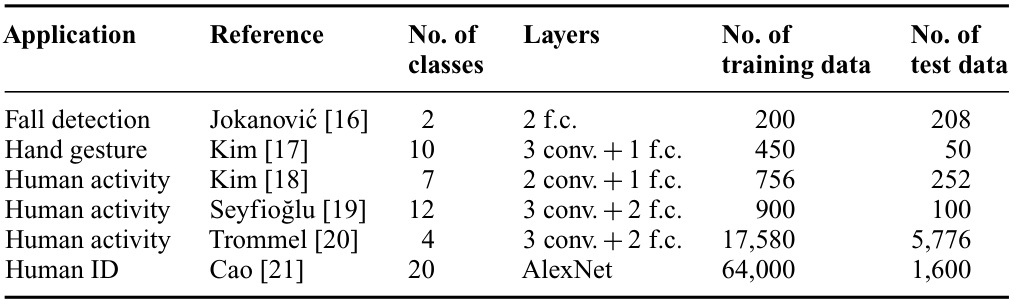 Application Reference No. of classes Layers No. of training data No. of test data
Fall detection Jokanović [16] 2 2 f.c. 200 208
Hand gesture Kim [17] 10 3 conv. + 1 f.c. 450 50
Human activity Kim [18] 7 2 conv. + 1 f.c. 756 252
Human activity Seyfioğlu [19] 12 3 conv. + 2 f.c. 900 100
Human activity Trommel [20] 4 3 conv. + 2 f.c. 17,580 5,776
Human ID Cao [21] 20 AlexNet 64,000 1,600